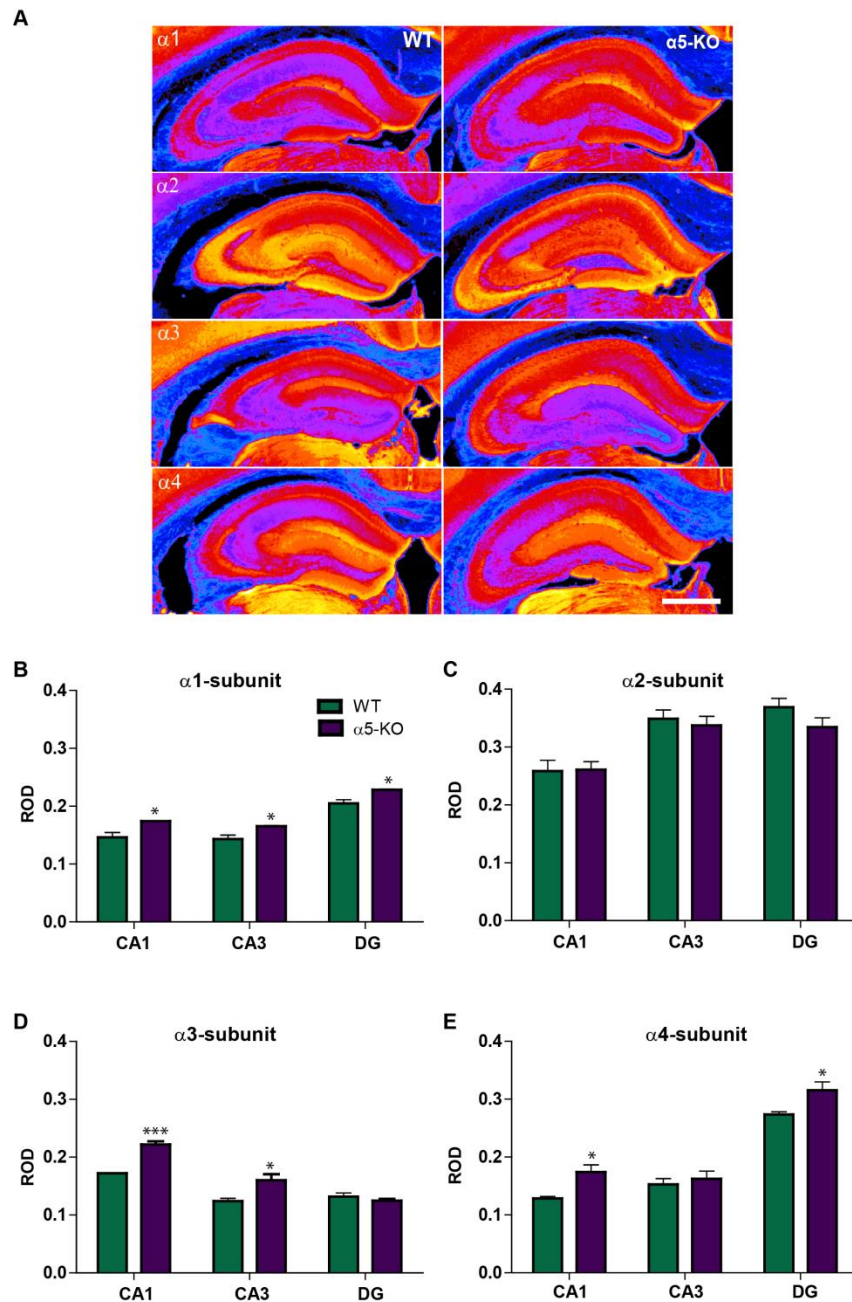 A
α1 WT α5-KO
α2
α3
α4
B α1-subunit
WT
α5-KO
ROD
0.4
0.3
0.2
0.1
0.0
* * *
CA1 CA3 DG
C α2-subunit
ROD
0.4
0.3
0.2
0.1
0.0
CA1 CA3 DG
D α3-subunit
ROD
0.4
0.3
0.2
0.1
0.0
*** *
CA1 CA3 DG
E α4-subunit
ROD
0.4
0.3
0.2
0.1
0.0
* *
CA1 CA3 DG